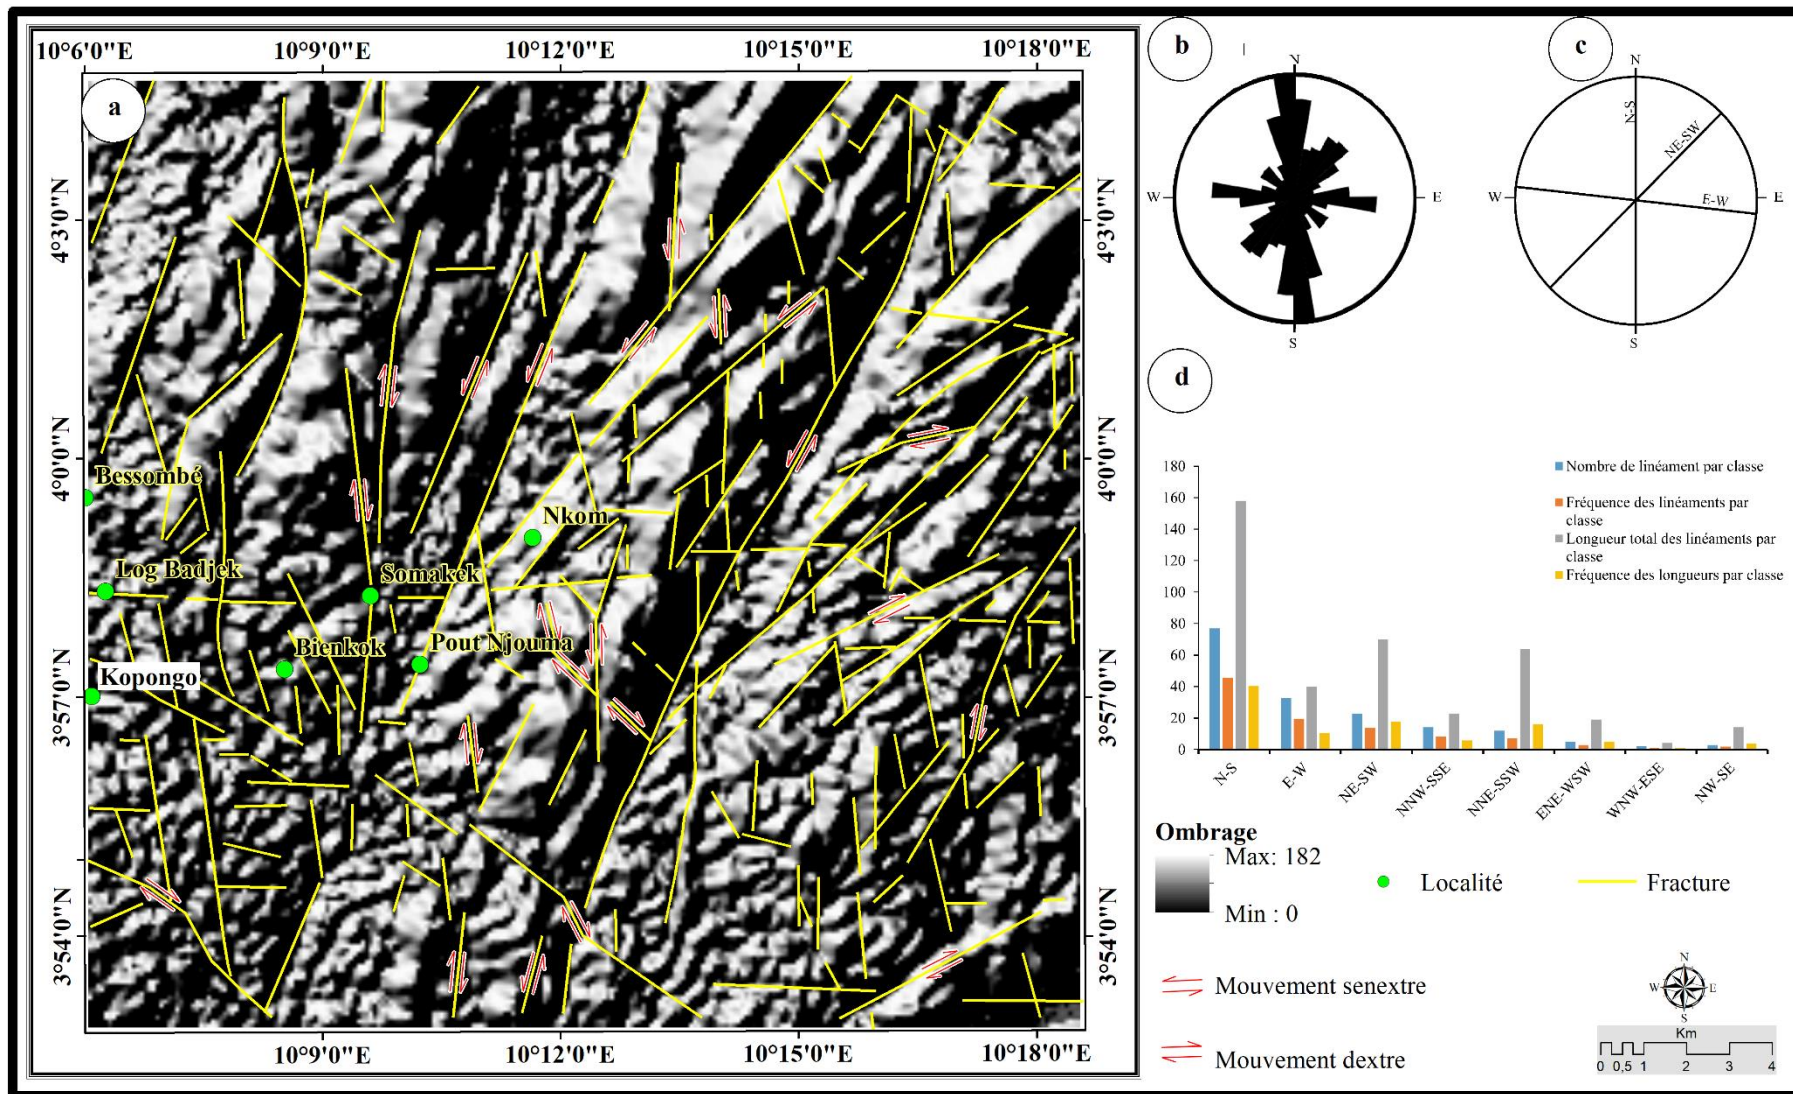 a
10°6'0"E
10°9'0"E
10°12'0"E
10°15'0"E
10°18'0"E
4°3'0"N
4°0'0"N
3°57'0"N
3°54'0"N
4°3'0"N
4°0'0"N
3°57'0"N
3°54'0"N
Bessombé
Nkom
Log Badjek
Somakek
Bienkok
Pout Njouma
Kopongo
10°9'0"E
10°12'0"E
10°15'0"E
10°18'0"E
b
N
W
E
S
c
N
N-S
NE-SW
E-W
W
E
S
d
180
160
140
120
100
80
60
40
20
0
N-S
E-W
NE-SW
NNW-SSE
NNE-SSW
ENE-WSW
WNW-ESE
NW-SE
Nombre de linéament par classe
Fréquence des linéaments par
classe
Longueur total des linéaments par
classe
Fréquence des longueurs par classe
Ombrage
Max: 182
Min : 0
Localité
Fracture
Mouvement senextre
Mouvement dextre
N
W
E
S
Km
0 0,5 1 2 3 4